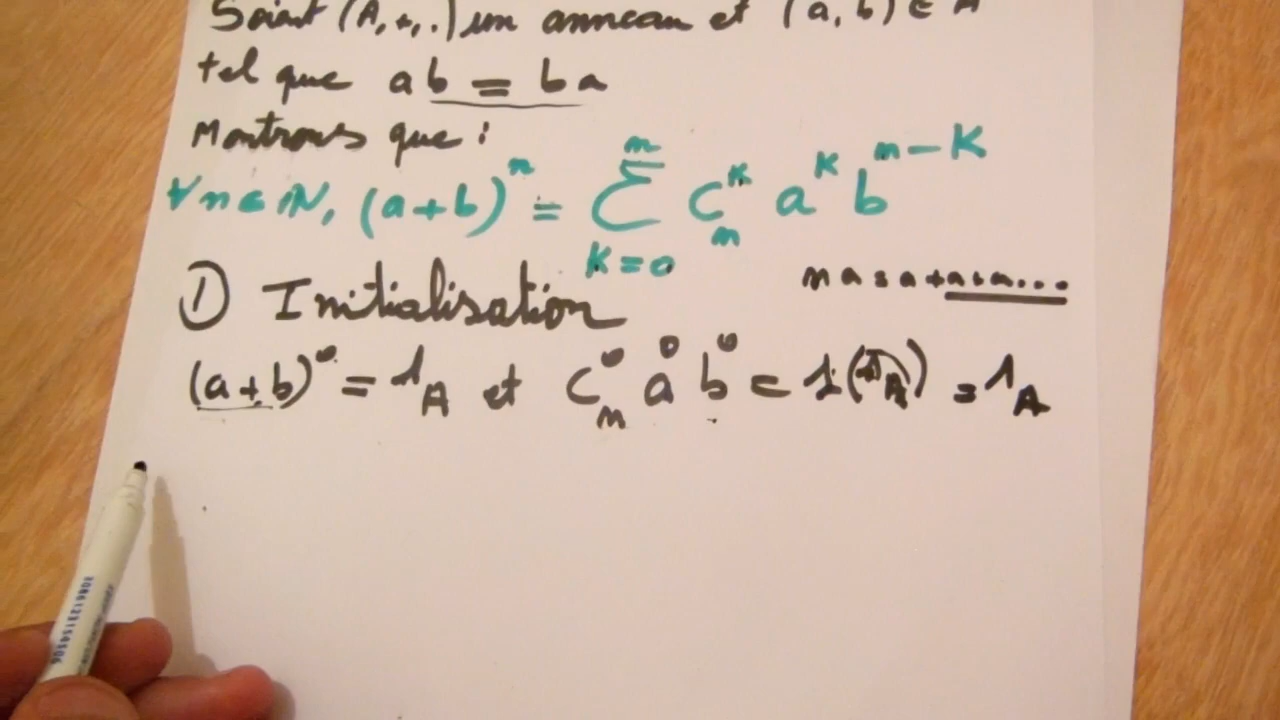 Soient (A,+,.) un anneau et (a,b) ∈ A
tel que ab = ba
Montrons que :
∀n∈ℕ, (a+b)^n = ∑_{K=0}^{n} C_n^K a^K b^{n-K}
na = a+a+a...
① Initialisation
(a+b)^0 = 1_A et C_n^0 a^0 b^0 = 1(1_A) = 1_A